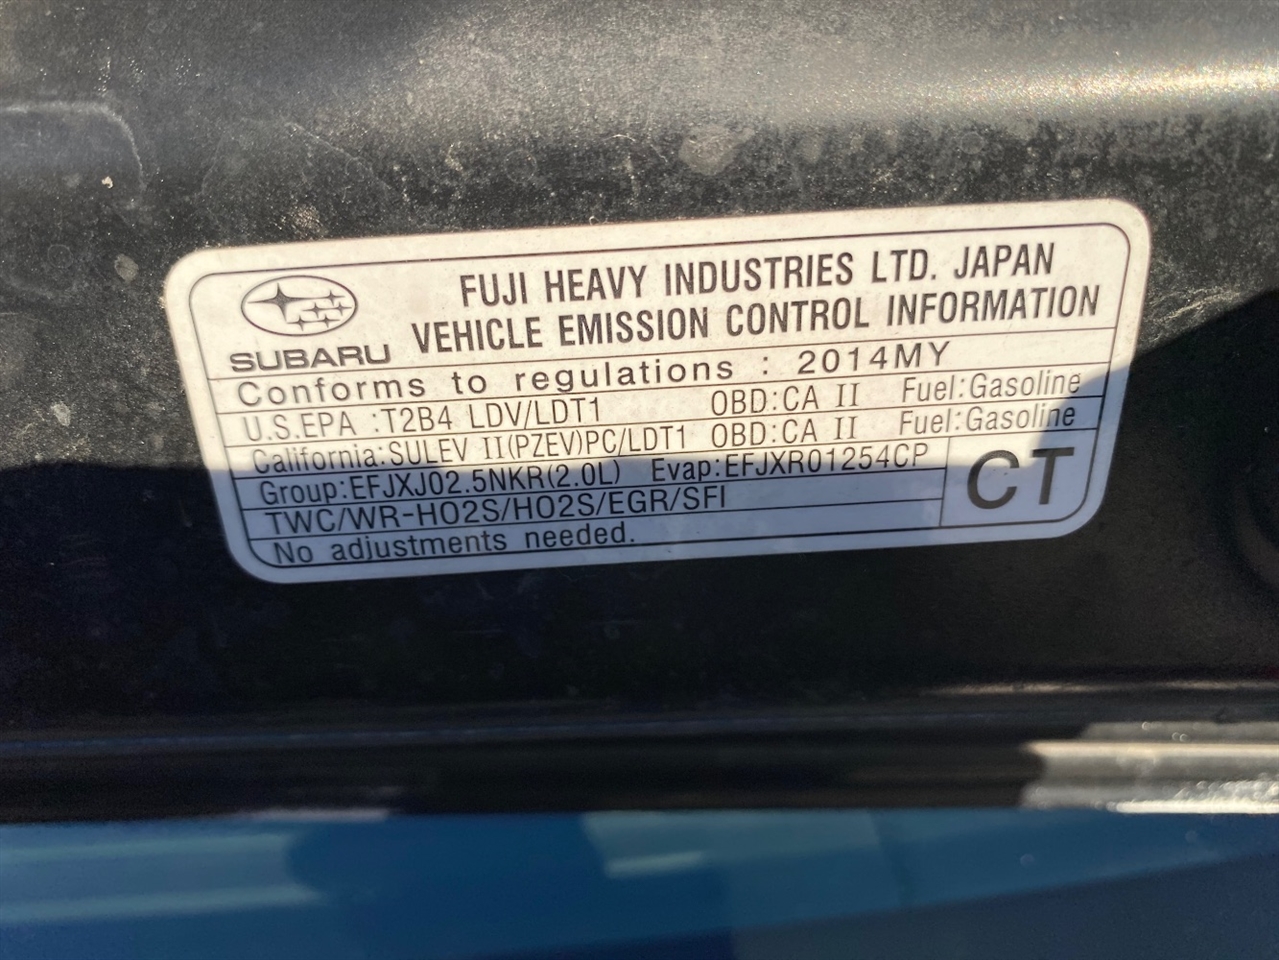 FUJI HEAVY INDUSTRIES LTD. JAPAN
SUBARU VEHICLE EMISSION CONTROL INFORMATION
Conforms to regulations : 2014MY
U.S.EPA :T2B4 LDV/LDT1 OBD:CA II Fuel:Gasoline
California:SULEV II(PZEV)PC/LDT1 OBD:CA II Fuel:Gasoline
Group:EFJXJ02.5NKR(2.0L) Evap:EFJXR01254CP
TWC/WR-HO2S/HO2S/EGR/SFI
No adjustments needed.
CT